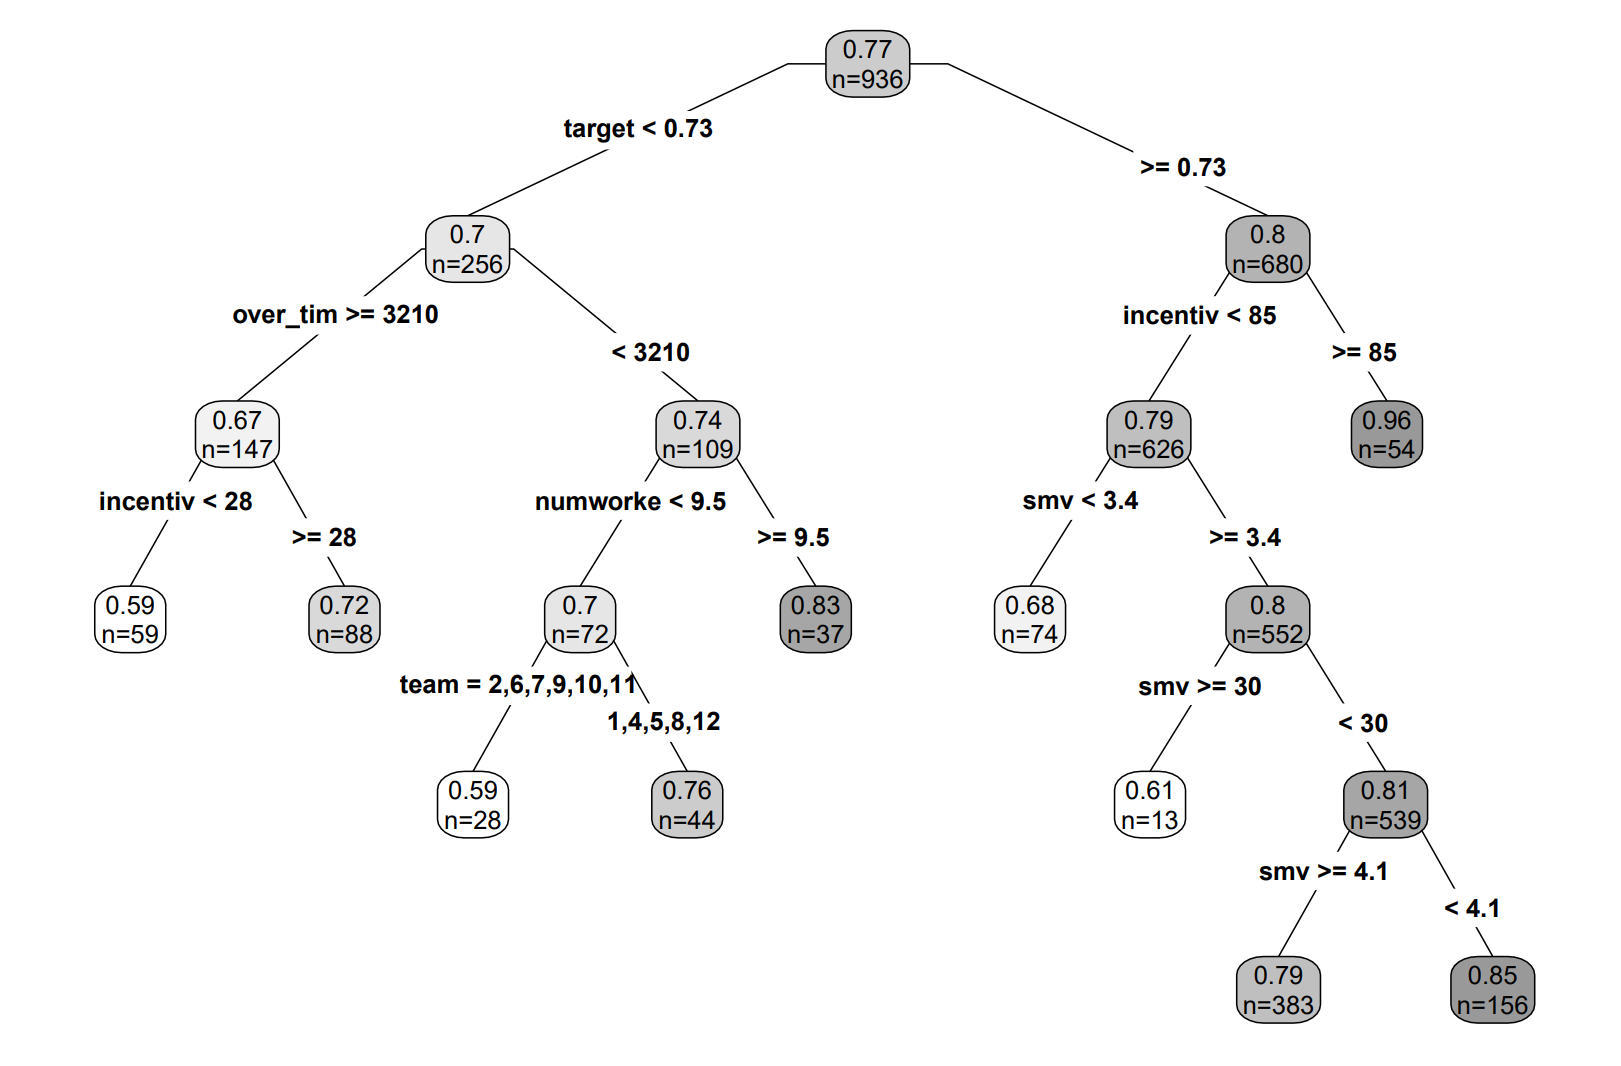 0.77
n=936
target < 0.73
>= 0.73
0.7
n=256
0.8
n=680
over_tim >= 3210
< 3210
incentiv < 85
>= 85
0.67
n=147
0.74
n=109
0.79
n=626
0.96
n=54
incentiv < 28
>= 28
numworke < 9.5
>= 9.5
smv < 3.4
>= 3.4
0.59
n=59
0.72
n=88
0.7
n=72
0.83
n=37
0.68
n=74
0.8
n=552
team = 2,6,7,9,10,11
1,4,5,8,12
smv >= 30
< 30
0.59
n=28
0.76
n=44
0.61
n=13
0.81
n=539
smv >= 4.1
< 4.1
0.79
n=383
0.85
n=156